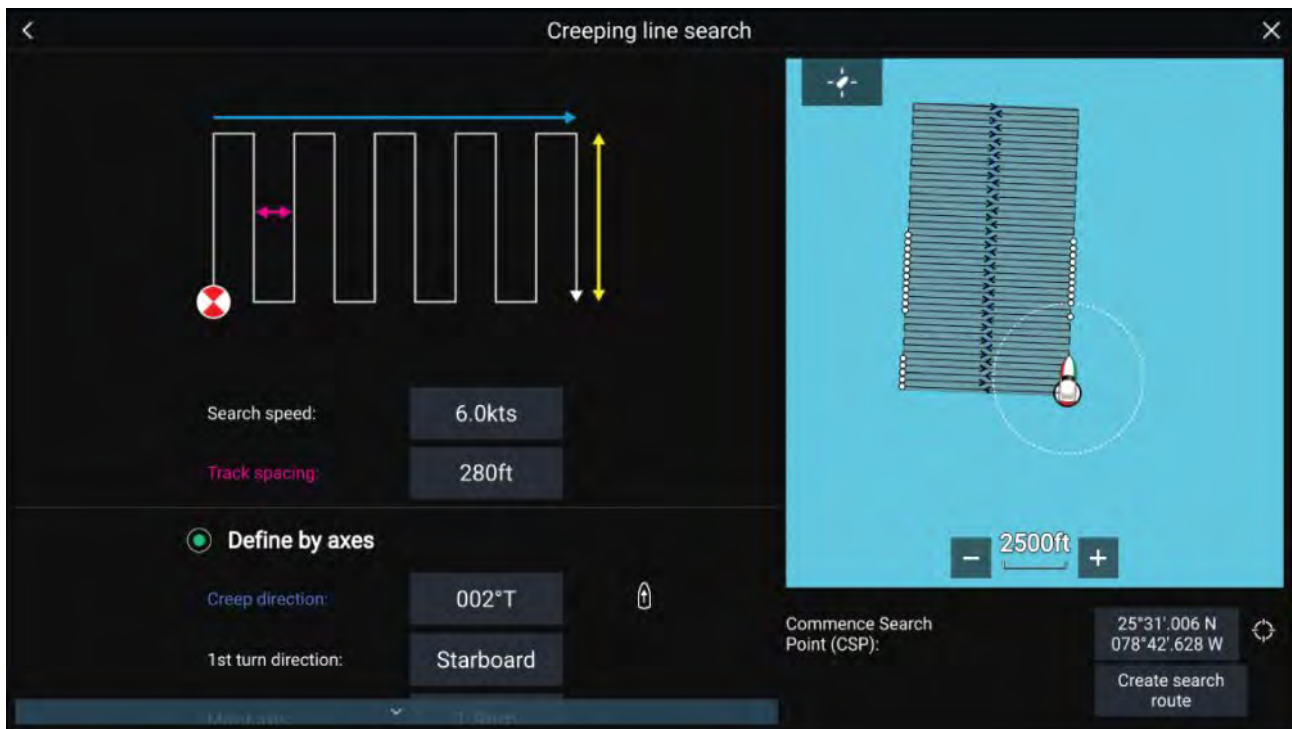 Creeping line search
Search speed:
6.0kts
Track spacing:
280ft
Define by axes
Creep direction:
002°T
1st turn direction:
Starboard
2500ft
Commence Search
Point (CSP):
25°31'.006 N
078°42'.628 W
Create search
route